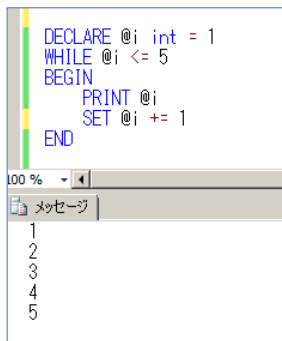 DECLARE @i int = 1
WHILE @i <= 5
BEGIN
PRINT @i
SET @i += 1
END
100 %
メッセージ
1
2
3
4
5